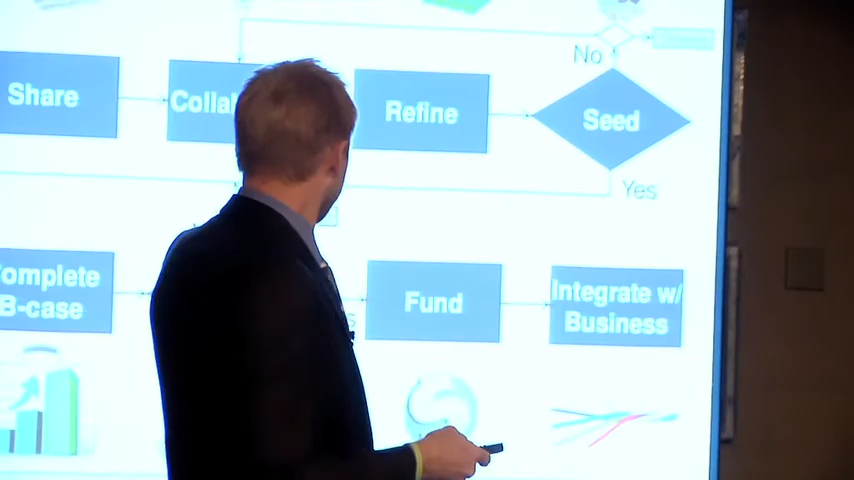 No
Share
Refine
Seed
Yes
B-case
Fund
Integrate w/
Business